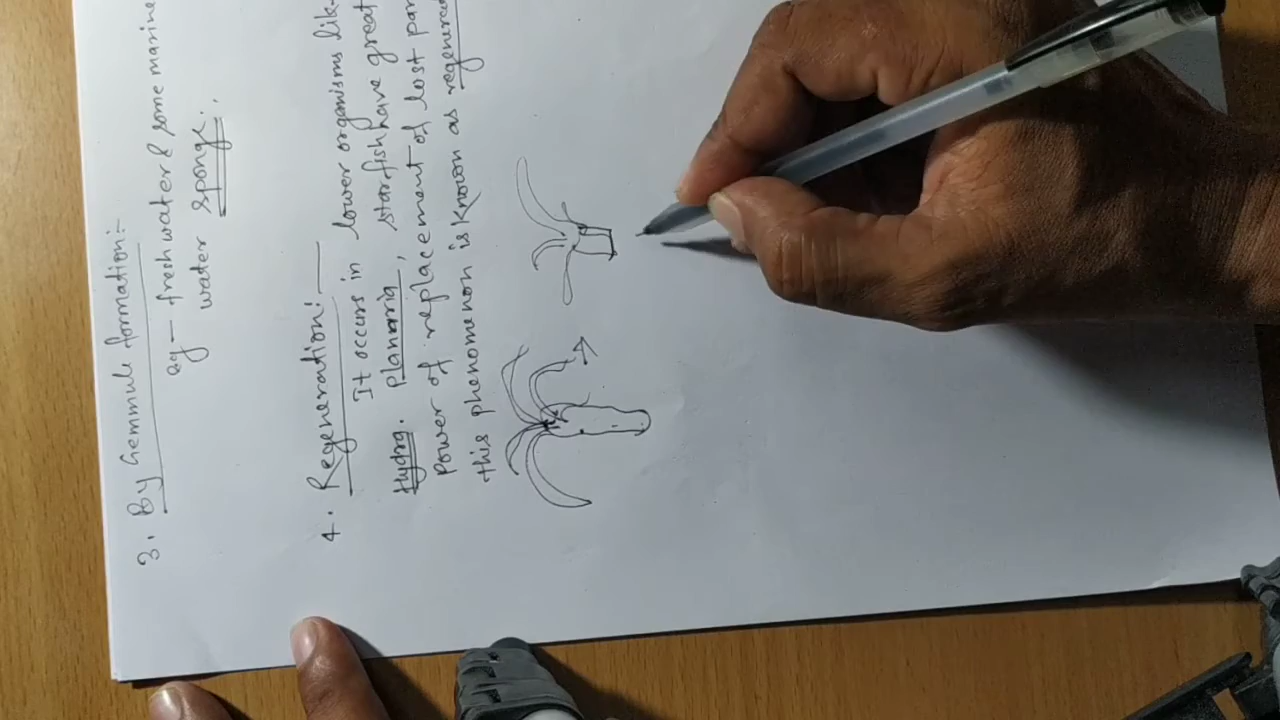 3. By Gemmule formation:-
eg - fresh water & some marine
water sponge.
4. Regeneration:-
It occurs in lower organisms lik-
Hydra. planaria, starfish have great
Power of replacement of lost par
this phenomenon is known as regenera